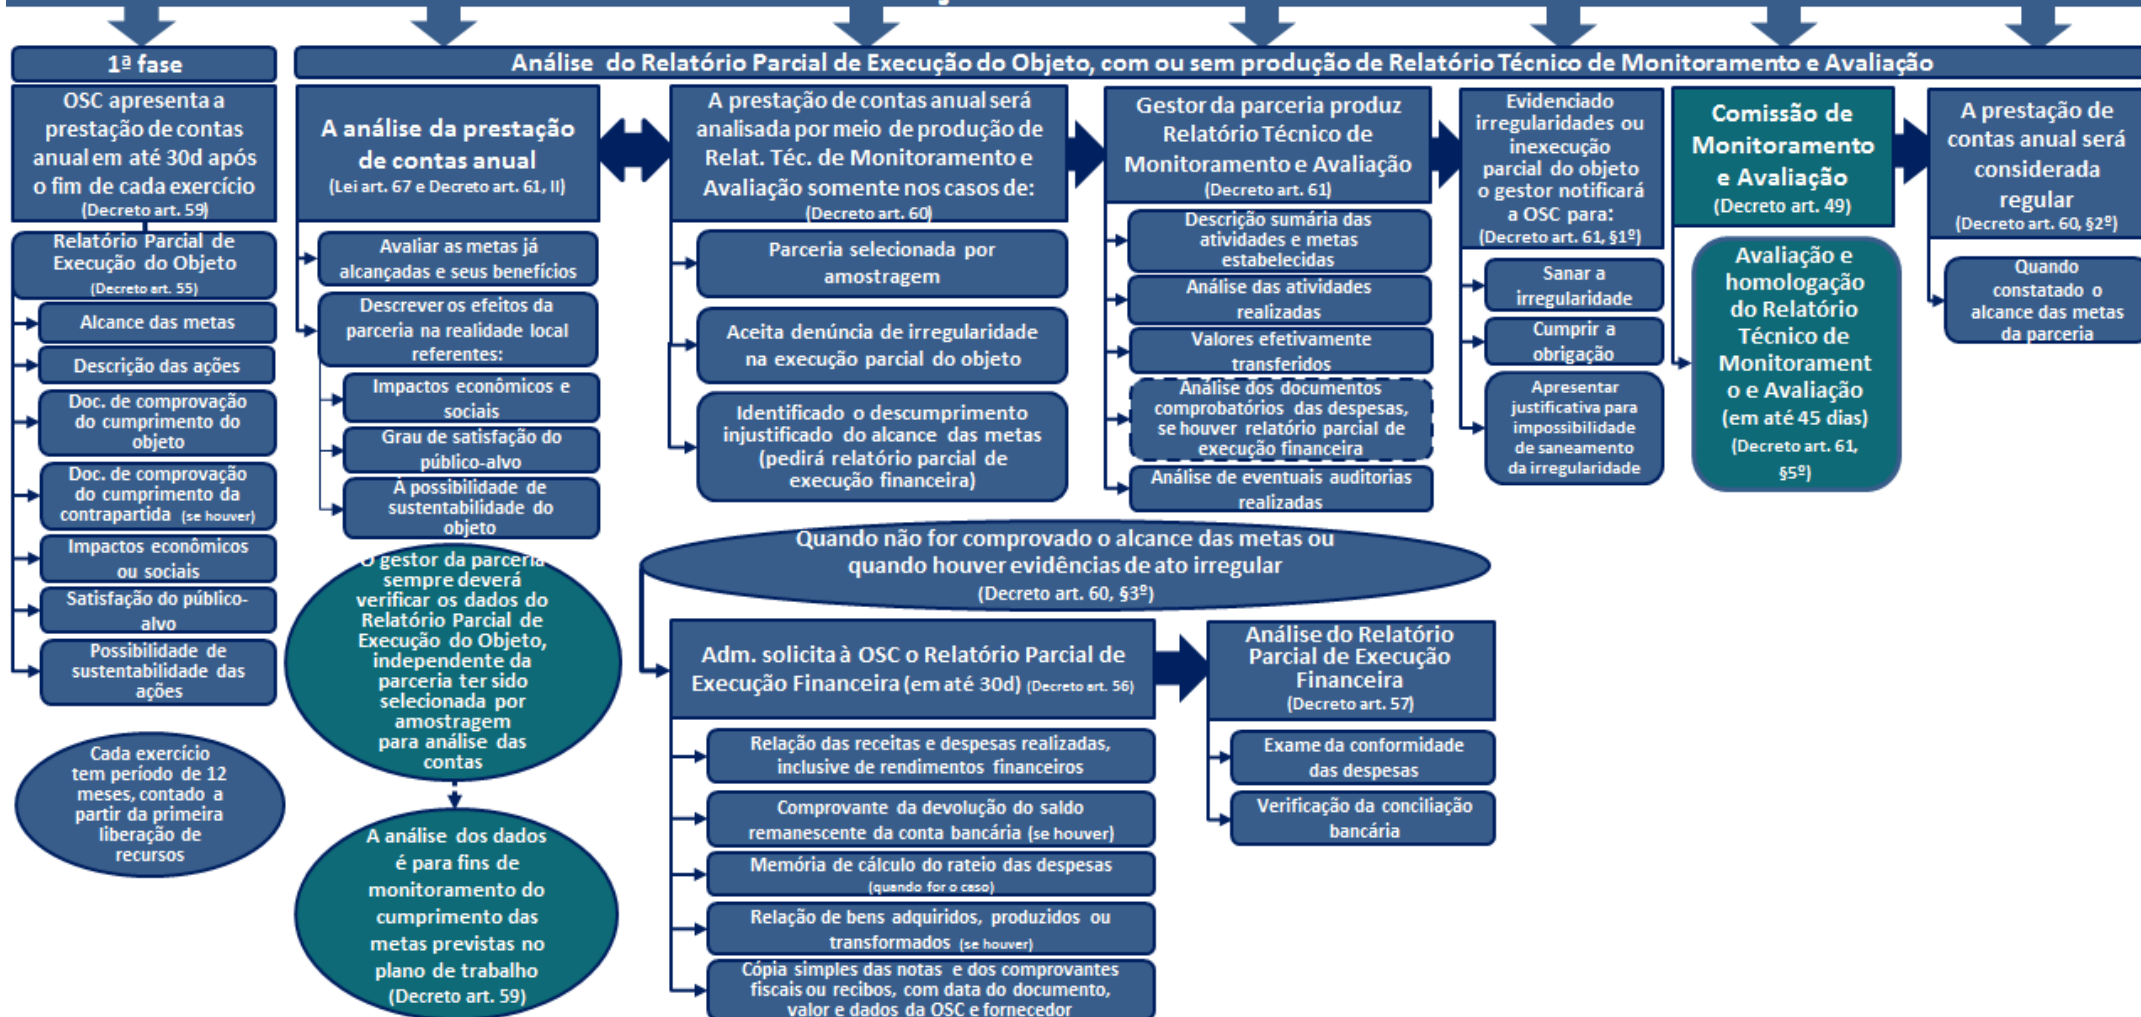 1ª fase
OSC apresenta a
prestação de contas
anual em até 30d após
o fim de cada exercício
(Decreto art. 59)
Relatório Parcial de
Execução do Objeto
(Decreto art. 55)
Alcance das metas
Descrição das ações
Doc. de comprovação
do cumprimento do
objeto
Doc. de comprovação
do cumprimento da
contrapartida (se houver)
Impactos econômicos
ou sociais
Satisfação do público-
alvo
Possibilidade de
sustentabilidade das
ações
Cada exercício
tem período de 12
meses, contado a
partir da primeira
liberação de
recursos
Análise do Relatório Parcial de Execução do Objeto, com ou sem produção de Relatório Técnico de Monitoramento e Avaliação
A análise da prestação
de contas anual
(Lei art. 67 e Decreto art. 61, II)
Avaliar as metas já
alcançadas e seus benefícios
Descrever os efeitos da
parceria na realidade local
referentes:
Impactos econômicos e
sociais
Grau de satisfação do
público-alvo
À possibilidade de
sustentabilidade do
objeto
O gestor da parceria
sempre deverá
verificar os dados do
Relatório Parcial de
Execução do Objeto,
independente da
parceria ter sido
selecionada por
amostragem
para análise das
contas
A análise dos dados
é para fins de
monitoramento do
cumprimento das
metas previstas no
plano de trabalho
(Decreto art. 59)
A prestação de contas anual será
analisada por meio de produção de
Relat. Téc. de Monitoramento e
Avaliação somente nos casos de:
(Decreto art. 60)
Parceria selecionada por
amostragem
Aceita denúncia de irregularidade
na execução parcial do objeto
Identificado o descumprimento
injustificado do alcance das metas
(pedirá relatório parcial de
execução financeira)
Gestor da parceria produz
Relatório Técnico de
Monitoramento e Avaliação
(Decreto art. 61)
Descrição sumária das
atividades e metas
estabelecidas
Análise das atividades
realizadas
Valores efetivamente
transferidos
Análise dos documentos
comprobatórios das despesas,
se houver relatório parcial de
execução financeira
Análise de eventuais auditorias
realizadas
Evidenciado
irregularidades ou
inexecução
parcial do objeto
o gestor notificará
a OSC para:
(Decreto art. 61, §1º)
Sanar a
irregularidade
Cumprir a
obrigação
Apresentar
justificativa para
impossibilidade
de saneamento
da irregularidade
Comissão de
Monitoramento
e Avaliação
(Decreto art. 49)
Avaliação e
homologação
do Relatório
Técnico de
Monitorament
o e Avaliação
(em até 45 dias)
(Decreto art. 61,
§5º)
A prestação de
contas anual será
considerada
regular
(Decreto art. 60, §2º)
Quando
constatado o
alcance das metas
da parceria
Quando não for comprovado o alcance das metas ou
quando houver evidências de ato irregular
(Decreto art. 60, §3º)
Adm. solicita à OSC o Relatório Parcial de
Execução Financeira (em até 30d) (Decreto art. 56)
Relação das receitas e despesas realizadas,
inclusive de rendimentos financeiros
Comprovante da devolução do saldo
remanescente da conta bancária (se houver)
Memória de cálculo do rateio das despesas
(quando for o caso)
Relação de bens adquiridos, produzidos ou
transformados (se houver)
Cópia simples das notas e dos comprovantes
fiscais ou recibos, com data do documento,
valor e dados da OSC e fornecedor
Análise do Relatório
Parcial de Execução
Financeira
(Decreto art. 57)
Exame da conformidade
das despesas
Verificação da conciliação
bancária